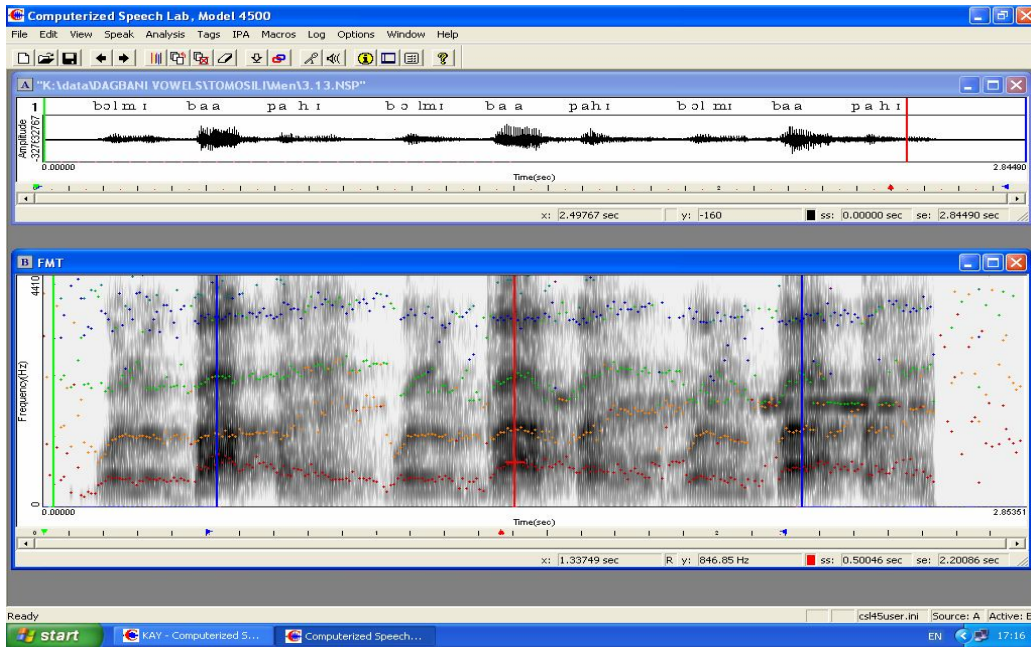 Computerized Speech Lab, Model 4500
File Edit View Speak Analysis Tags IPA Macros Log Options Window Help
A "K:\data\DAGBANI VOWELS\TOMOSILI\Men\3.13.NSP"
1 bɔlmɪ baa pahɪ bɔlmɪ baa pahɪ bɔlmɪ baa pahɪ
Amplitude
0.00000 2.84490
Time(sec)
x: 2.49767 sec y: -160 ss: 0.00000 sec se: 2.84490 sec
B FMT
4410
Frequency(Hz)
0
0.00000 2.85351
Time(sec)
x: 1.33749 sec R y: 846.85 Hz ss: 0.50046 sec se: 2.20086 sec
Ready csl45user.ini Source: A Active:
start KAY - Computerized S... Computerized Speech... EN 17:16